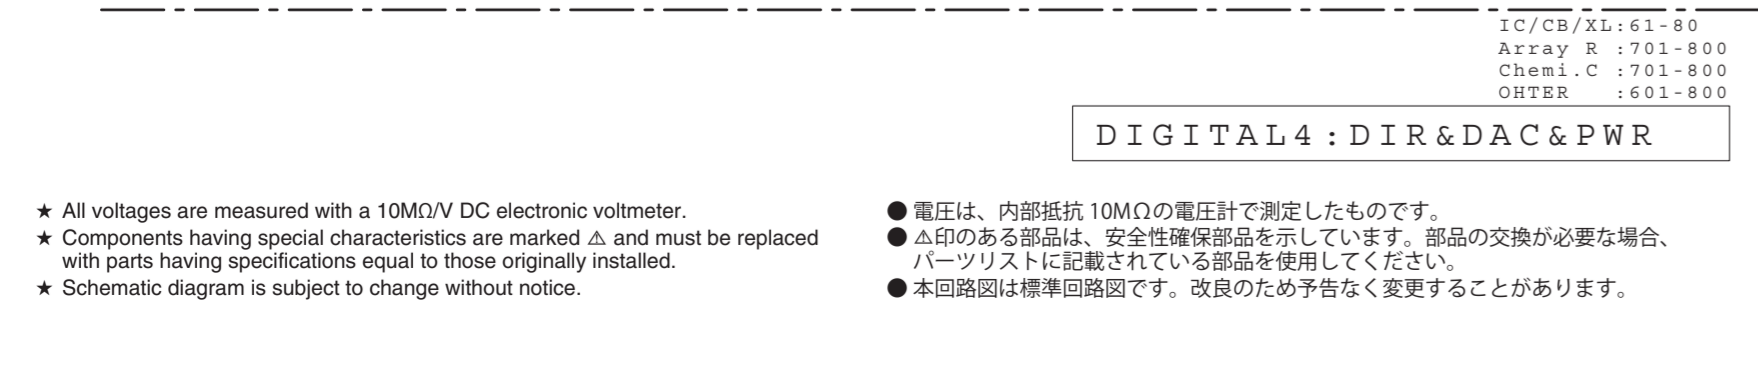 IC/CB/XL:61-80
Array R :701-800
Chemi.C :701-800
OHTER :601-800
DIGITAL4:DIR&DAC&PWR
★ All voltages are measured with a 10MΩ/V DC electronic voltmeter.
★ Components having special characteristics are marked ⚠ and must be replaced
with parts having specifications equal to those originally installed.
★ Schematic diagram is subject to change without notice.
● 電圧は、内部抵抗 10MΩの電圧計で測定したものです。
● ⚠印のある部品は、安全性確保部品を示しています。部品の交換が必要な場合、
パーツリストに記載されている部品を使用してください。
● 本回路図は標準回路図です。改良のため予告なく変更することがあります。